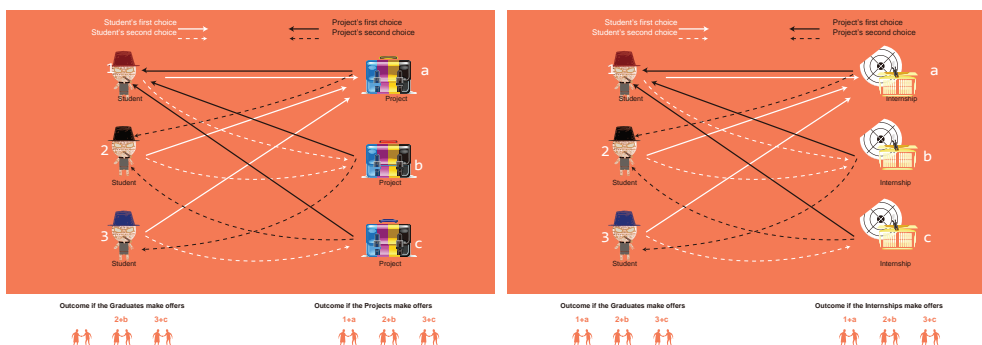 Student's first choice
Student's second choice
Project's first choice
Project's second choice
1
Student
a
Project
2
Student
b
Project
3
Student
c
Project
Outcome if the Graduates make offers
2+b 3+c
Outcome if the Projects make offers
1+a 2+b 3+c
Student's first choice
Student's second choice
Project's first choice
Project's second choice
1
Student
a
Internship
2
Student
b
Internship
3
Student
c
Internship
Outcome if the Graduates make offers
1+a 2+b 3+c
Outcome if the Internships make offers
1+a 2+b 3+c